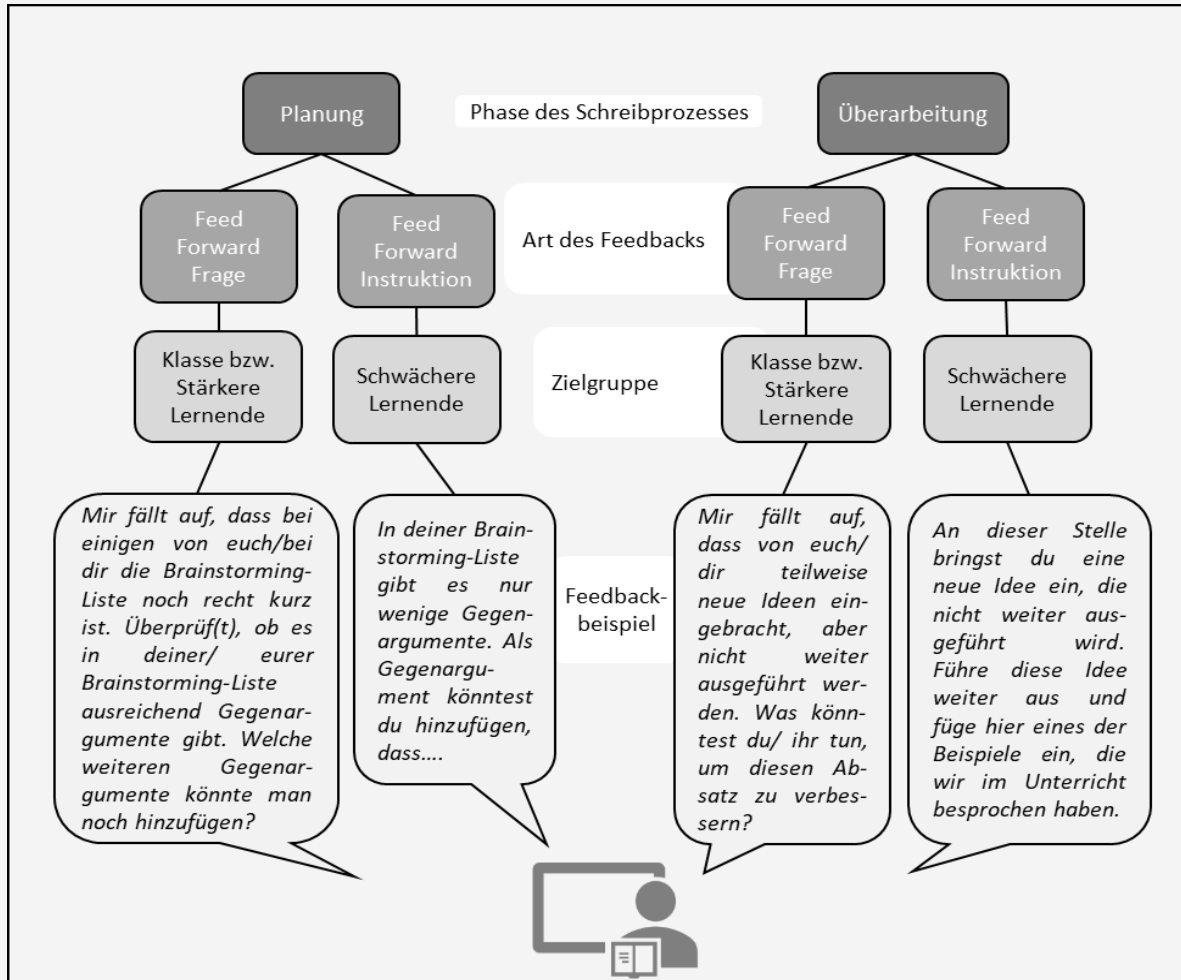 Planung
Phase des Schreibprozesses
Überarbeitung
Feed
Forward
Frage
Feed
Forward
Instruktion
Art des Feedbacks
Feed
Forward
Frage
Feed
Forward
Instruktion
Klasse bzw.
Stärkere
Lernende
Schwächere
Lernende
Zielgruppe
Klasse bzw.
Stärkere
Lernende
Schwächere
Lernende
Mir fällt auf, dass bei
einigen von euch/bei
dir die Brainstorming-
Liste noch recht kurz
ist. Überprüf(t), ob es
in deiner/ eurer
Brainstorming-Liste
ausreichend Gegenar-
gumente gibt. Welche
weiteren Gegenar-
gumente könnte man
noch hinzufügen?
In deiner Brain-
storming-Liste
gibt es nur
wenige Gegen-
argumente. Als
Gegenargu-
ment könntest
du hinzufügen,
dass....
Feedback-
beispiel
Mir fällt auf,
dass von euch/
dir teilweise
neue Ideen ein-
gebracht, aber
nicht weiter
ausgeführt wer-
den. Was könn-
test du/ ihr tun,
um diesen Ab-
satz zu verbes-
sern?
An dieser Stelle
bringst du eine
neue Idee ein, die
nicht weiter aus-
geführt wird.
Führe diese Idee
weiter aus und
füge hier eines der
Beispiele ein, die
wir im Unterricht
besprochen haben.